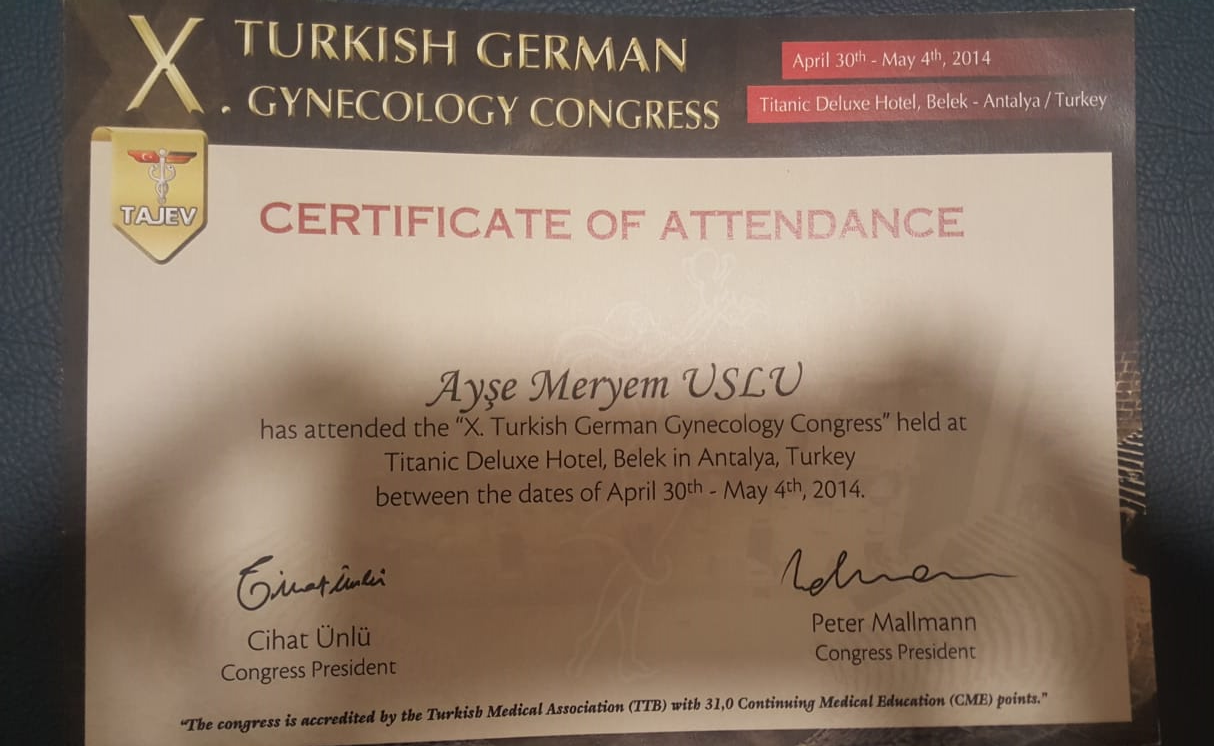 X. TURKISH GERMAN
GYNECOLOGY CONGRESS
April 30th - May 4th, 2014
Titanic Deluxe Hotel, Belek - Antalya / Turkey
TAJEV
CERTIFICATE OF ATTENDANCE
Ayşe Meryem USLU
has attended the "X. Turkish German Gynecology Congress" held at
Titanic Deluxe Hotel, Belek in Antalya, Turkey
between the dates of April 30th - May 4th, 2014.
Cihat Ünlü
Congress President
Peter Mallmann
Congress President
"The congress is accredited by the Turkish Medical Association (TTB) with 31,0 Continuing Medical Education (CME) points."